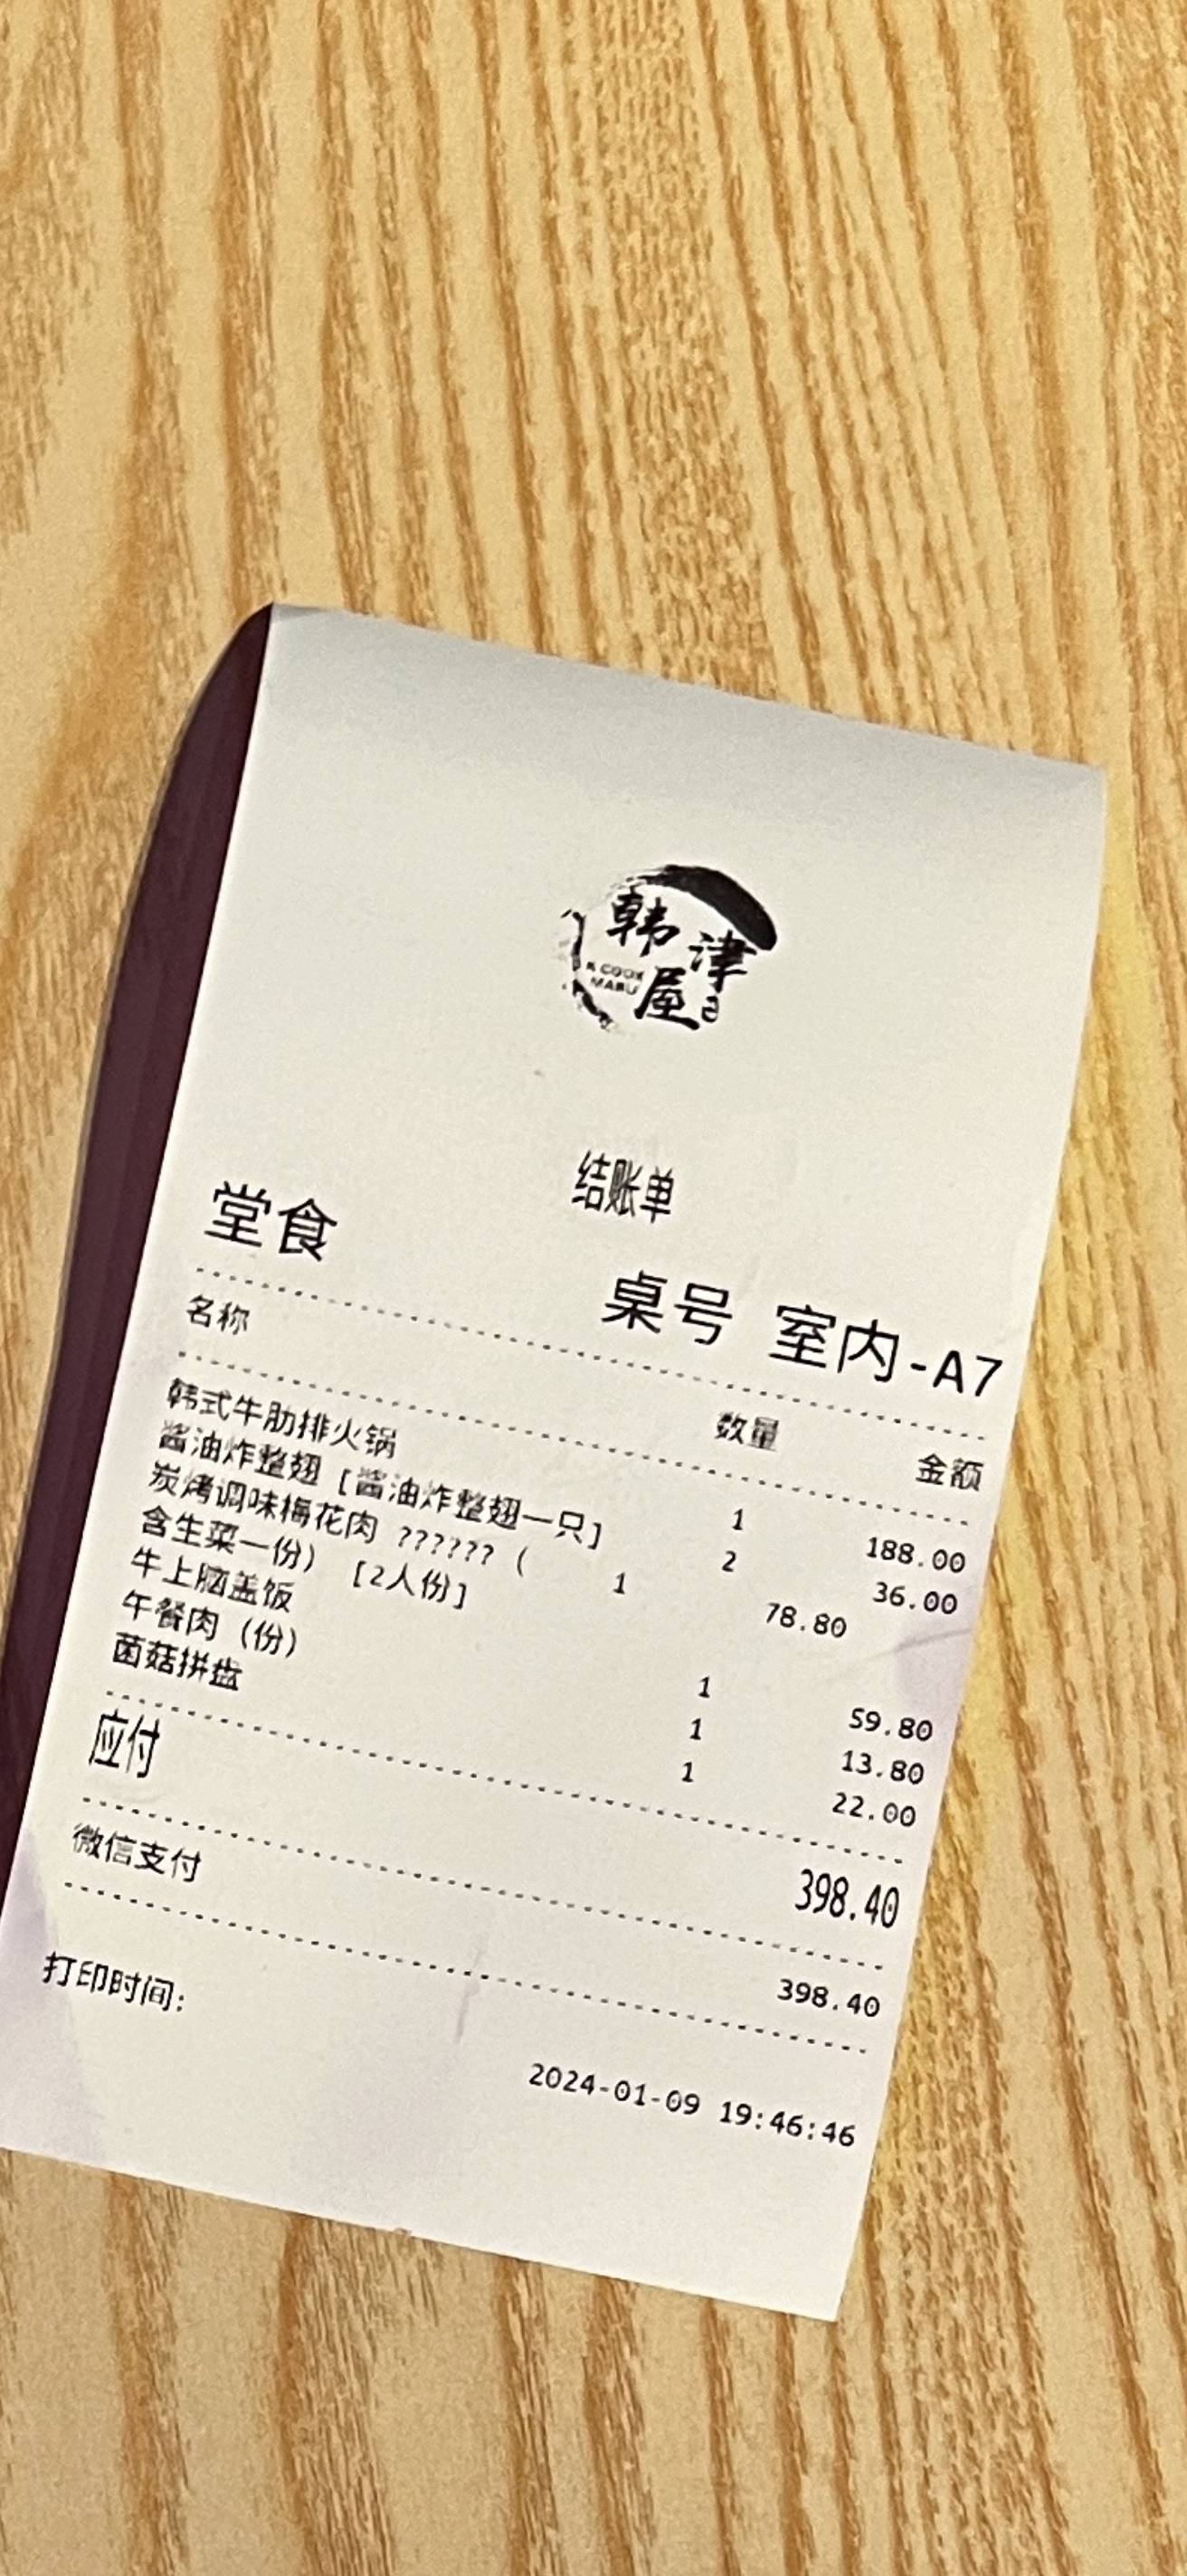 韩津屋
K COOK
MARU
结账单
堂食 桌号 室内-A7
名称 数量 金额
韩式牛肋排火锅 1 188.00
酱油炸整翅 [酱油炸整翅一只] 2 36.00
炭烤调味梅花肉 ?????? ( 1 78.80
含生菜一份) [2人份]
牛上脑盖饭 1 59.80
午餐肉 (份) 1 13.80
菌菇拼盘 1 22.00
应付 398.40
微信支付 398.40
打印时间:
2024-01-09 19:46:46